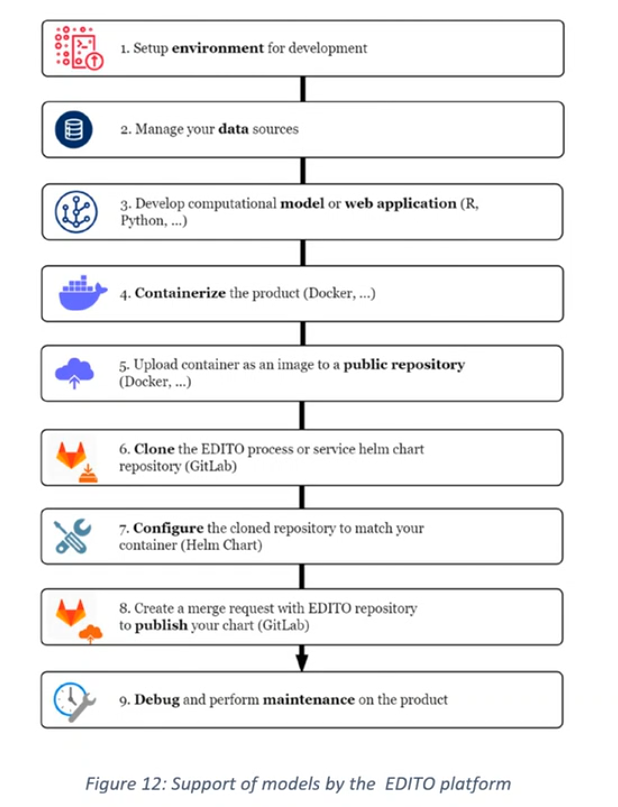 1. Setup environment for development
2. Manage your data sources
3. Develop computational model or web application (R,
Python, ...)
4. Containerize the product (Docker, ...)
5. Upload container as an image to a public repository
(Docker, ...)
6. Clone the EDITO process or service helm chart
repository (GitLab)
7. Configure the cloned repository to match your
container (Helm Chart)
8. Create a merge request with EDITO repository
to publish your chart (GitLab)
9. Debug and perform maintenance on the product
Figure 12: Support of models by the EDITO platform